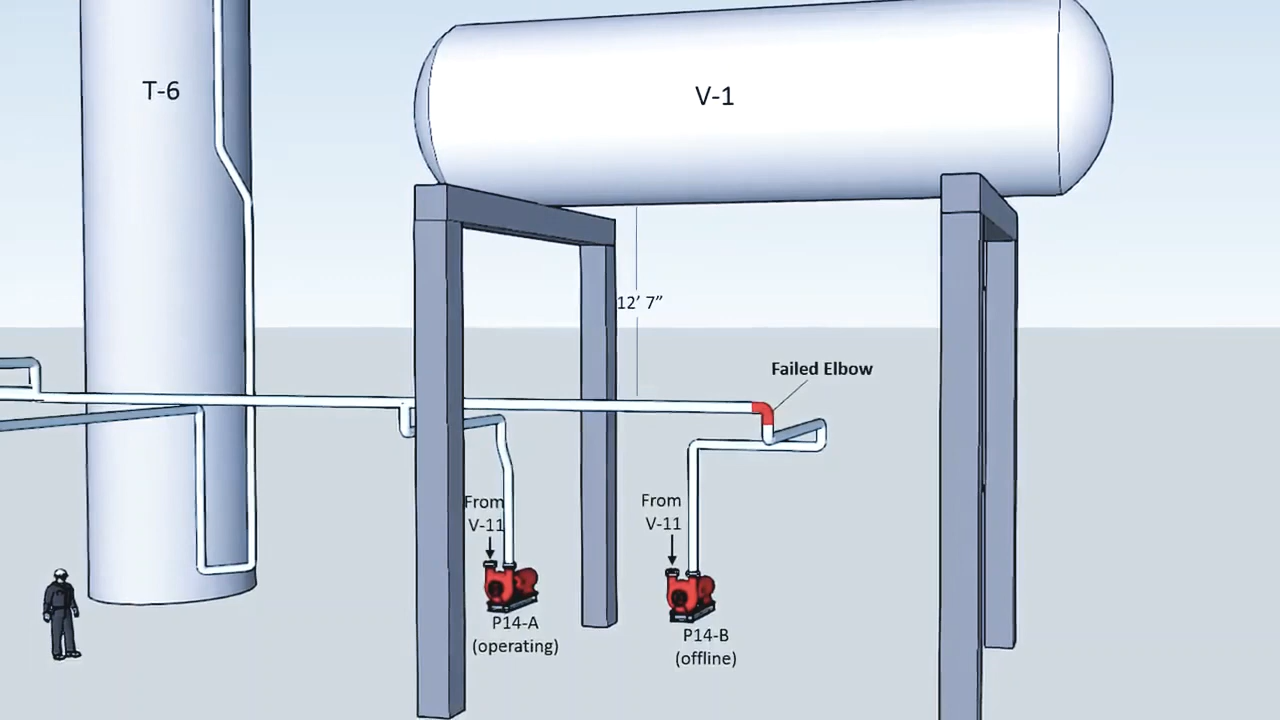 T-6
V-1
12’ 7”
Failed Elbow
From
V-11
From
V-11
P14-A
(operating)
P14-B
(offline)